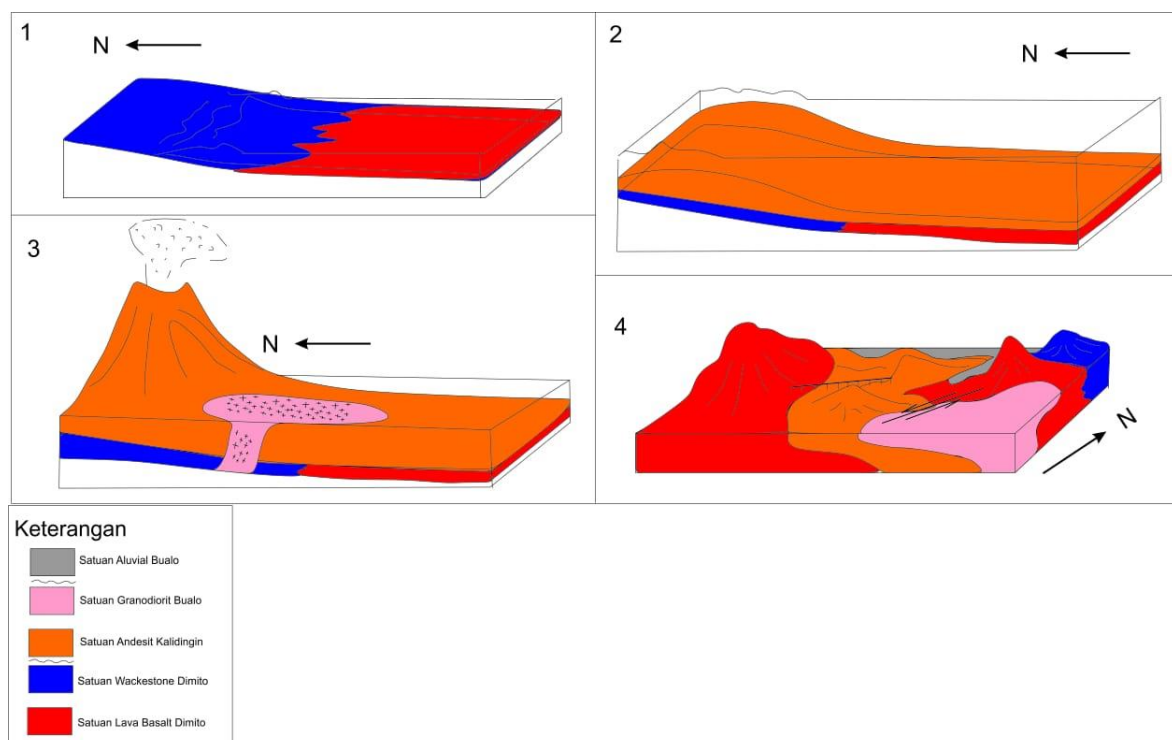 1
N
2
N
3
N
4
N
Keterangan
Satuan Aluvial Bualo
Satuan Granodiorit Bualo
Satuan Andesit Kalidingin
Satuan Wackestone Dimito
Satuan Lava Basalt Dimito